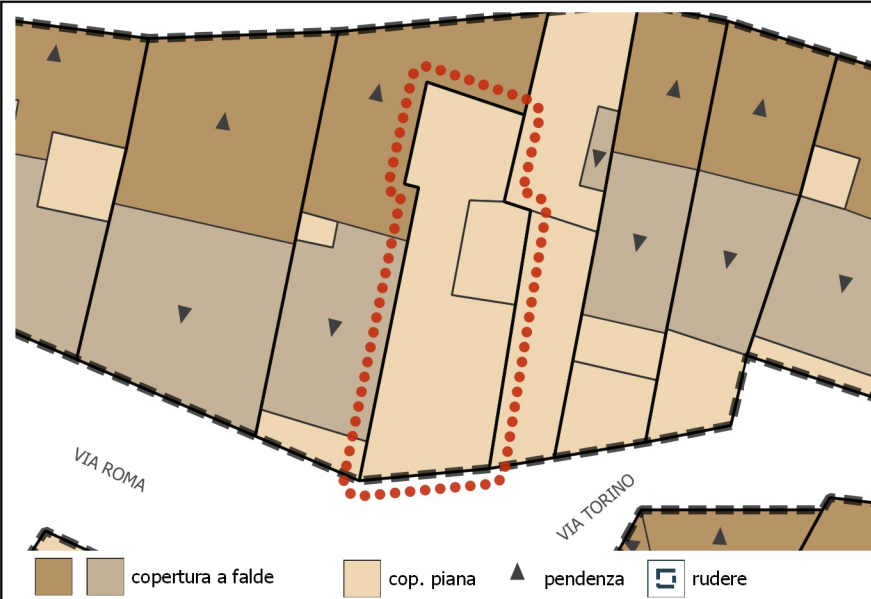 VIA ROMA
VIA TORINO
copertura a falde
cop. piana
pendenza
rudere